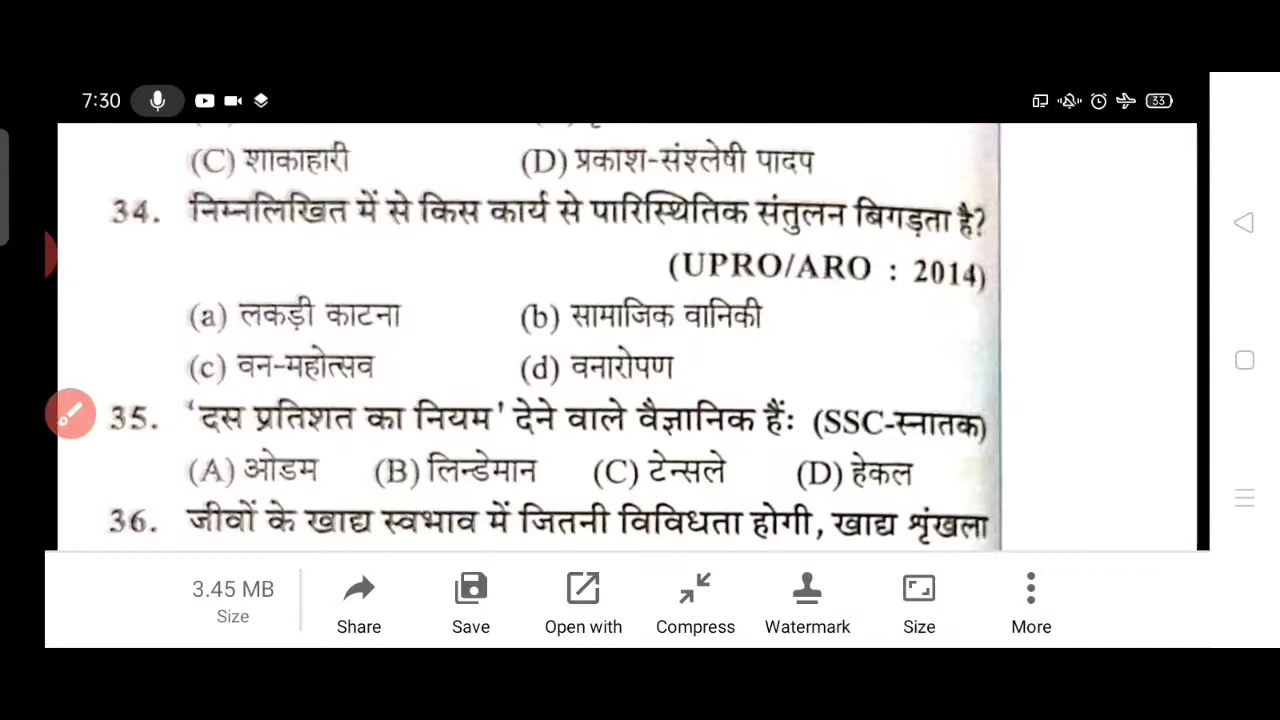 7:30
33
(C) शाकाहारी (D) प्रकाश-संश्लेषी पादप
34. निम्नलिखित में से किस कार्य से पारिस्थितिक संतुलन बिगड़ता है?
(UPRO/ARO : 2014)
(a) लकड़ी काटना (b) सामाजिक वानिकी
(c) वन-महोत्सव (d) वनारोपण
35. 'दस प्रतिशत का नियम' देने वाले वैज्ञानिक हैंः (SSC-स्नातक)
(A) ओडम (B) लिन्डेमान (C) टेन्सले (D) हेकल
36. जीवों के खाद्य स्वभाव में जितनी विविधता होगी, खाद्य शृंखला
3.45 MB
Size
Share Save Open with Compress Watermark Size More